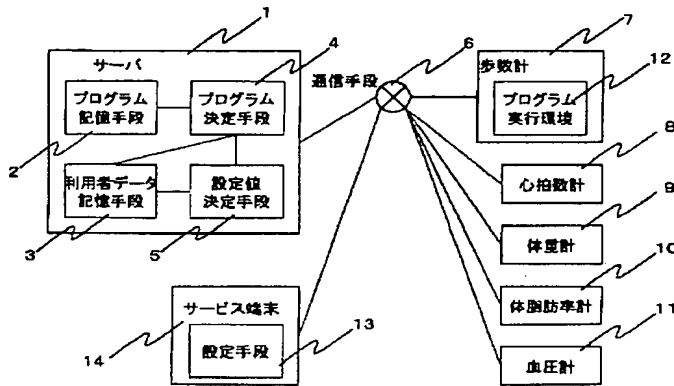 1
4
6
7
サーバ
通信手段
歩数計
12
プログラム
記憶手段
プログラム
決定手段
プログラム
実行環境
2
8
心拍数計
利用者データ
記憶手段
設定値
決定手段
9
3
5
体重計
10
サービス端末
13
体脂肪率計
11
設定手段
14
血圧計